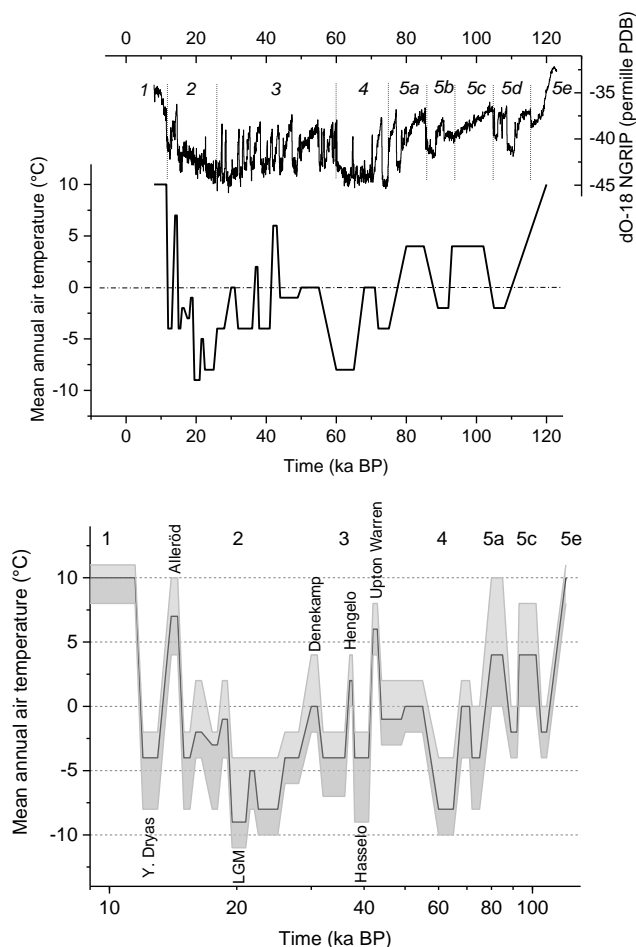 0 20 40 60 80 100 120
1 2 3 4 5a 5b 5c 5d 5e
-35
-40
-45
dO-18 NGRIP (permille PDB)
10
5
0
-5
-10
Mean annual air temperature (°C)
0 20 40 60 80 100 120
Time (ka BP)
1 2 3 4 5a 5c 5e
Alleröd
Denekamp
Hengelo
Upton Warren
10
5
0
-5
-10
Mean annual air temperature (°C)
Y. Dryas
LGM
Hasselo
10 20 40 60 80 100
Time (ka BP)